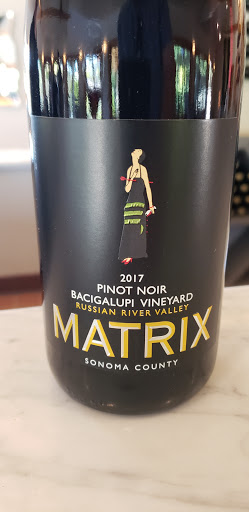 2017
PINOT NOIR
BACIGALUPI VINEYARD
RUSSIAN RIVER VALLEY
MATRIX
SONOMA COUNTY